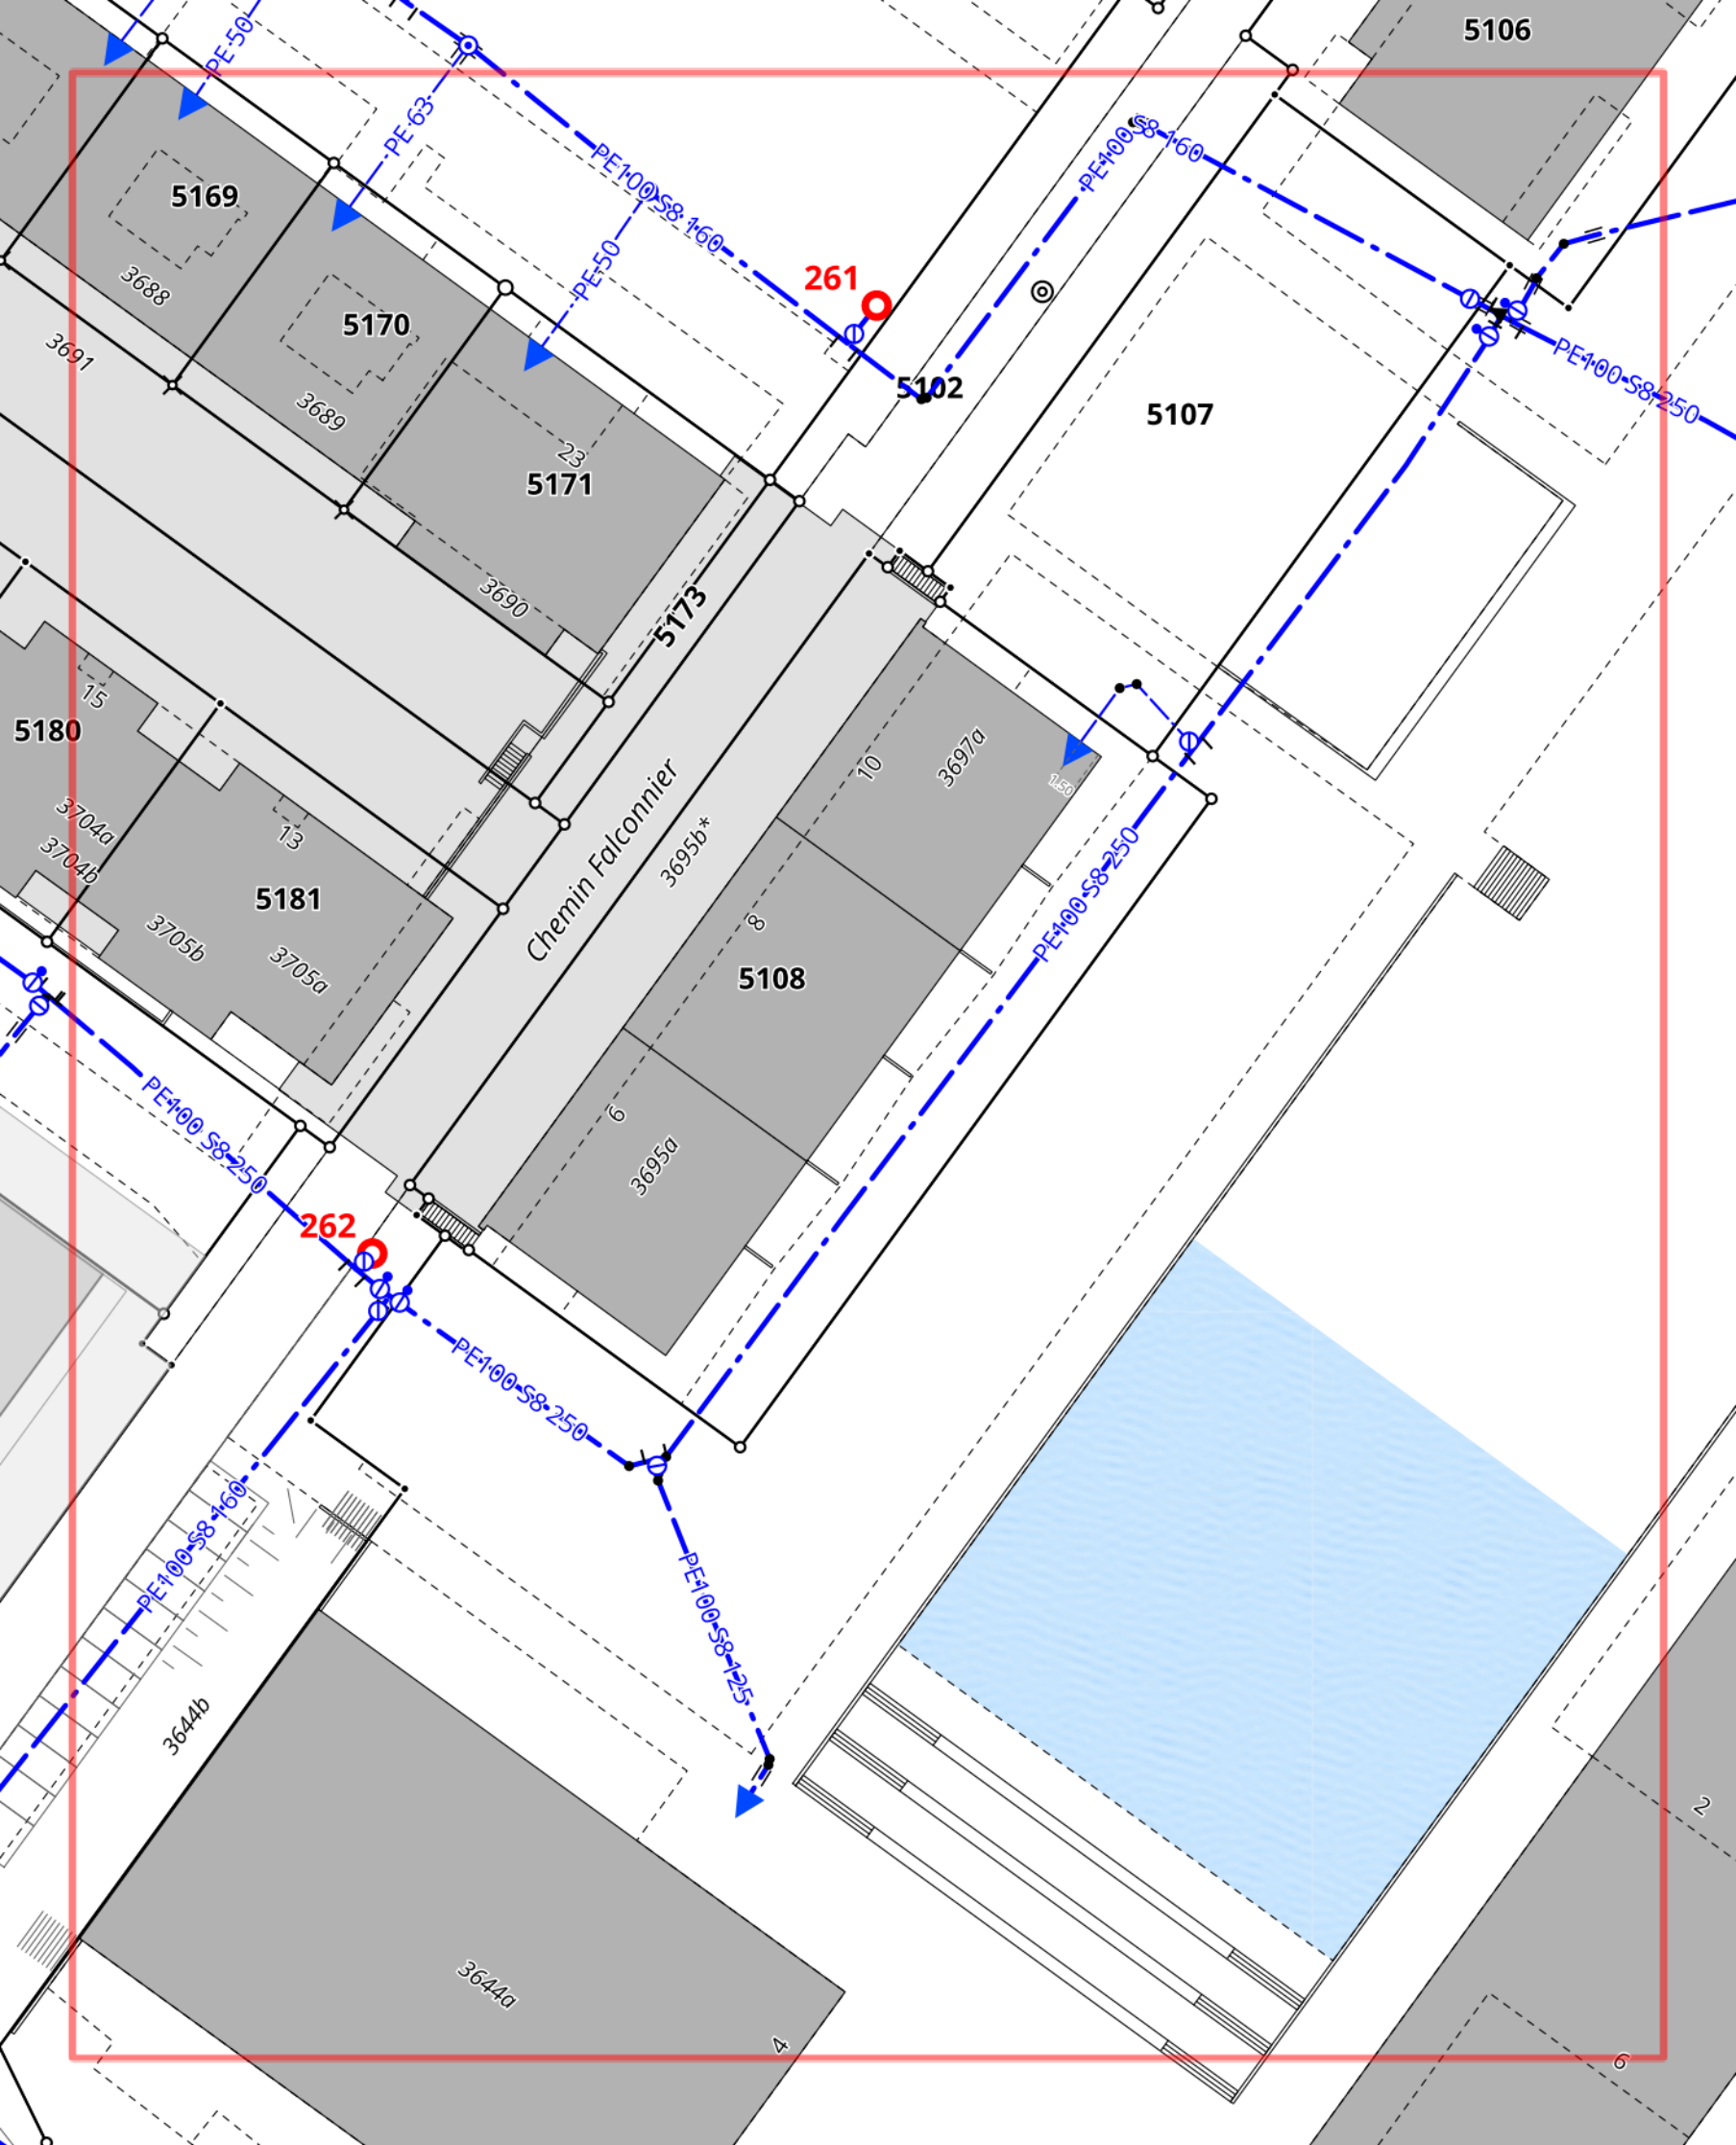 5106
PE-50
PE-63
PE100 S8-160
PE100 S8-160
5169
3688
PE-50
261
5170
3691
3689
5102
5107
PE100-S8-250
23
5171
3690
5173
15
5180
3704a
3704b
13
5181
3705b
3705a
Chemin Falconnier
3695b*
10
3697a
1.50
8
5108
PE100-S8-250
6
3695a
PE100 S8-250
262
PE100-S8-250
PE100-S8-160
PE100-S8-125
3644b
3644a
4
2
6